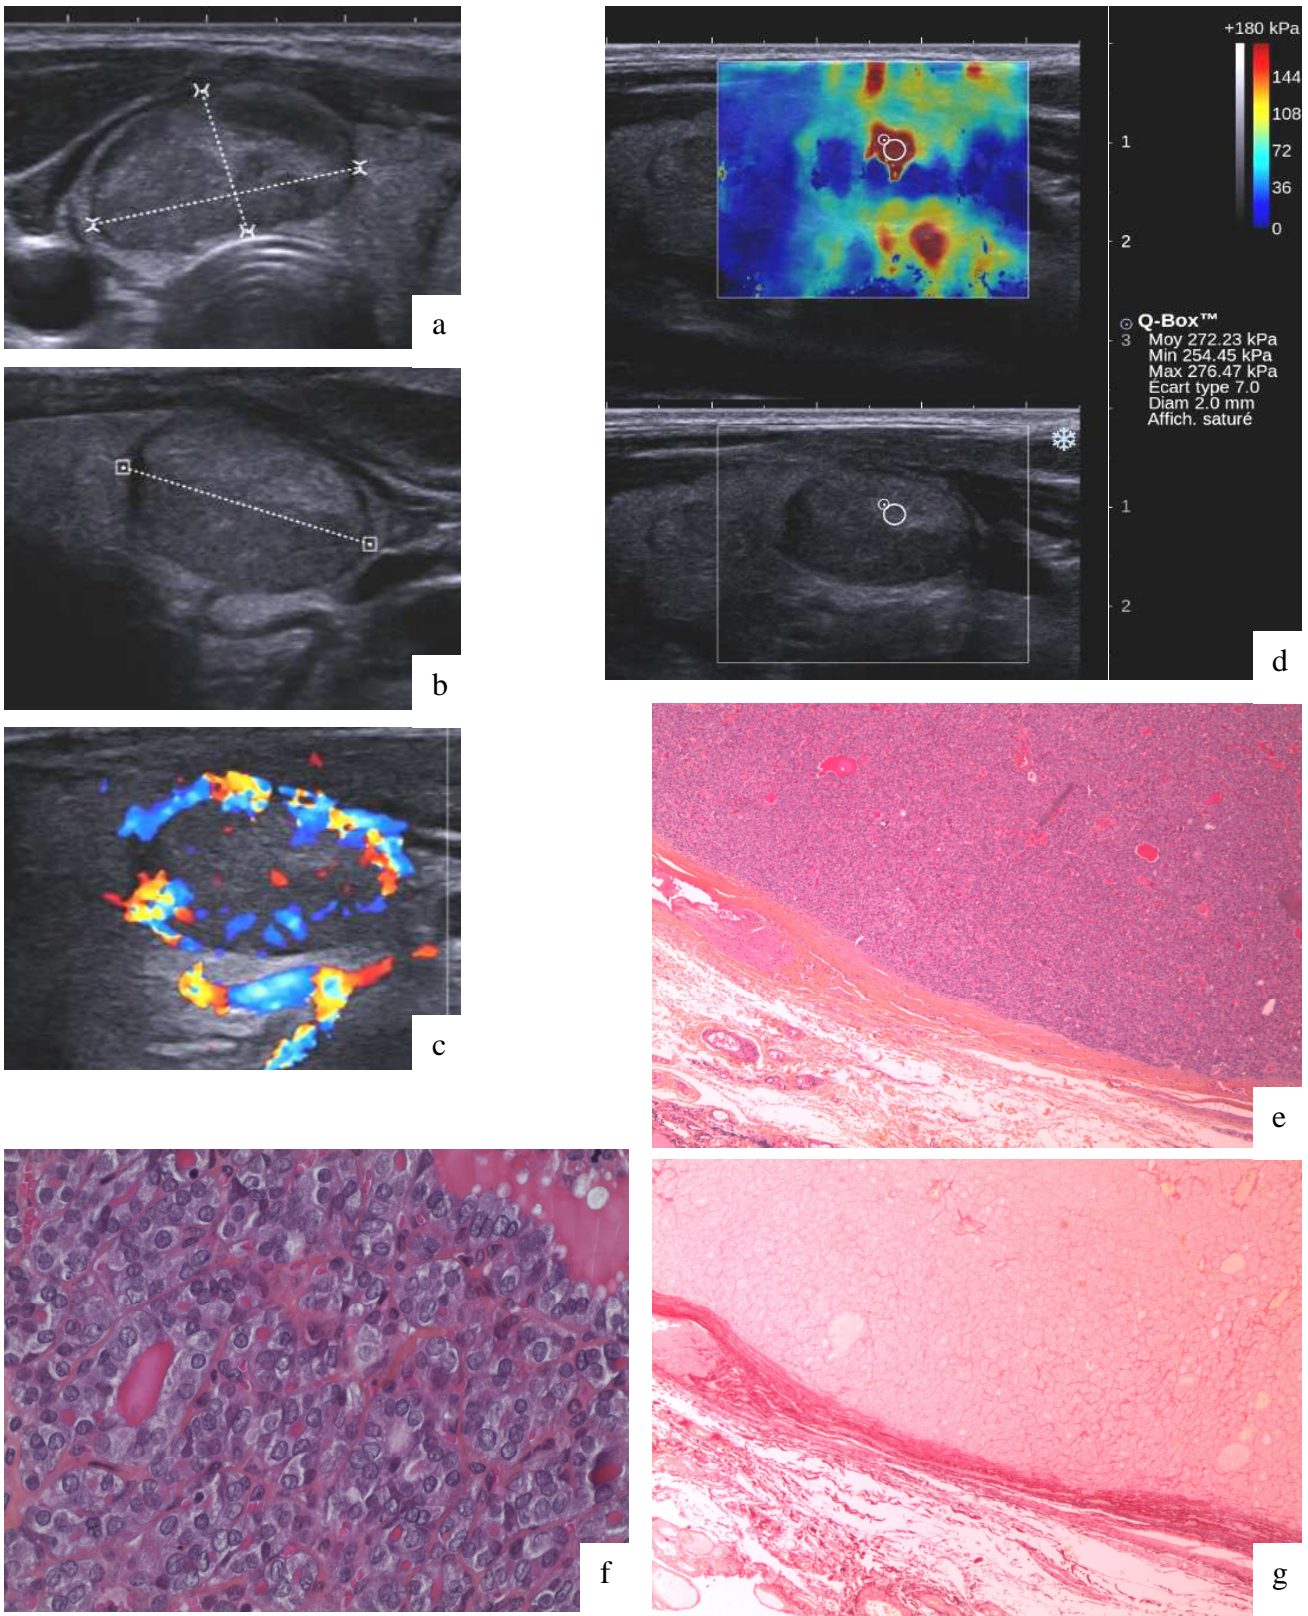 a
b
c
+180 kPa
144
108
72
36
0
1
2
3
Q-Box™
Moy 272.23 kPa
Min 254.45 kPa
Max 276.47 kPa
Écart type 7.0
Diam 2.0 mm
Affich. saturé
1
2
d
e
f
g